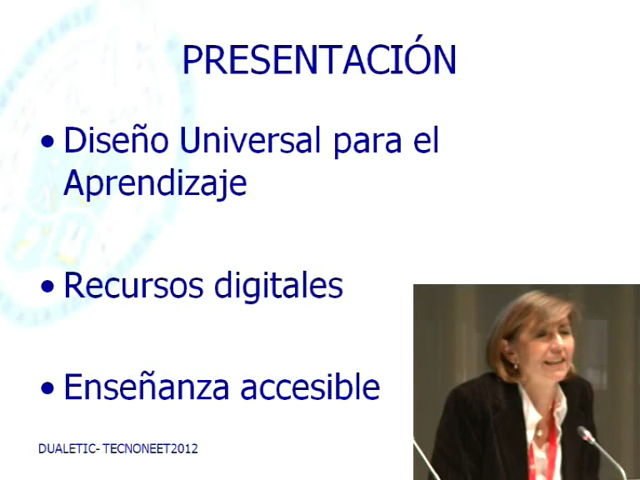 PRESENTACIÓN
• Diseño Universal para el
Aprendizaje
• Recursos digitales
• Enseñanza accesible
DUALETIC- TECNONEET2012